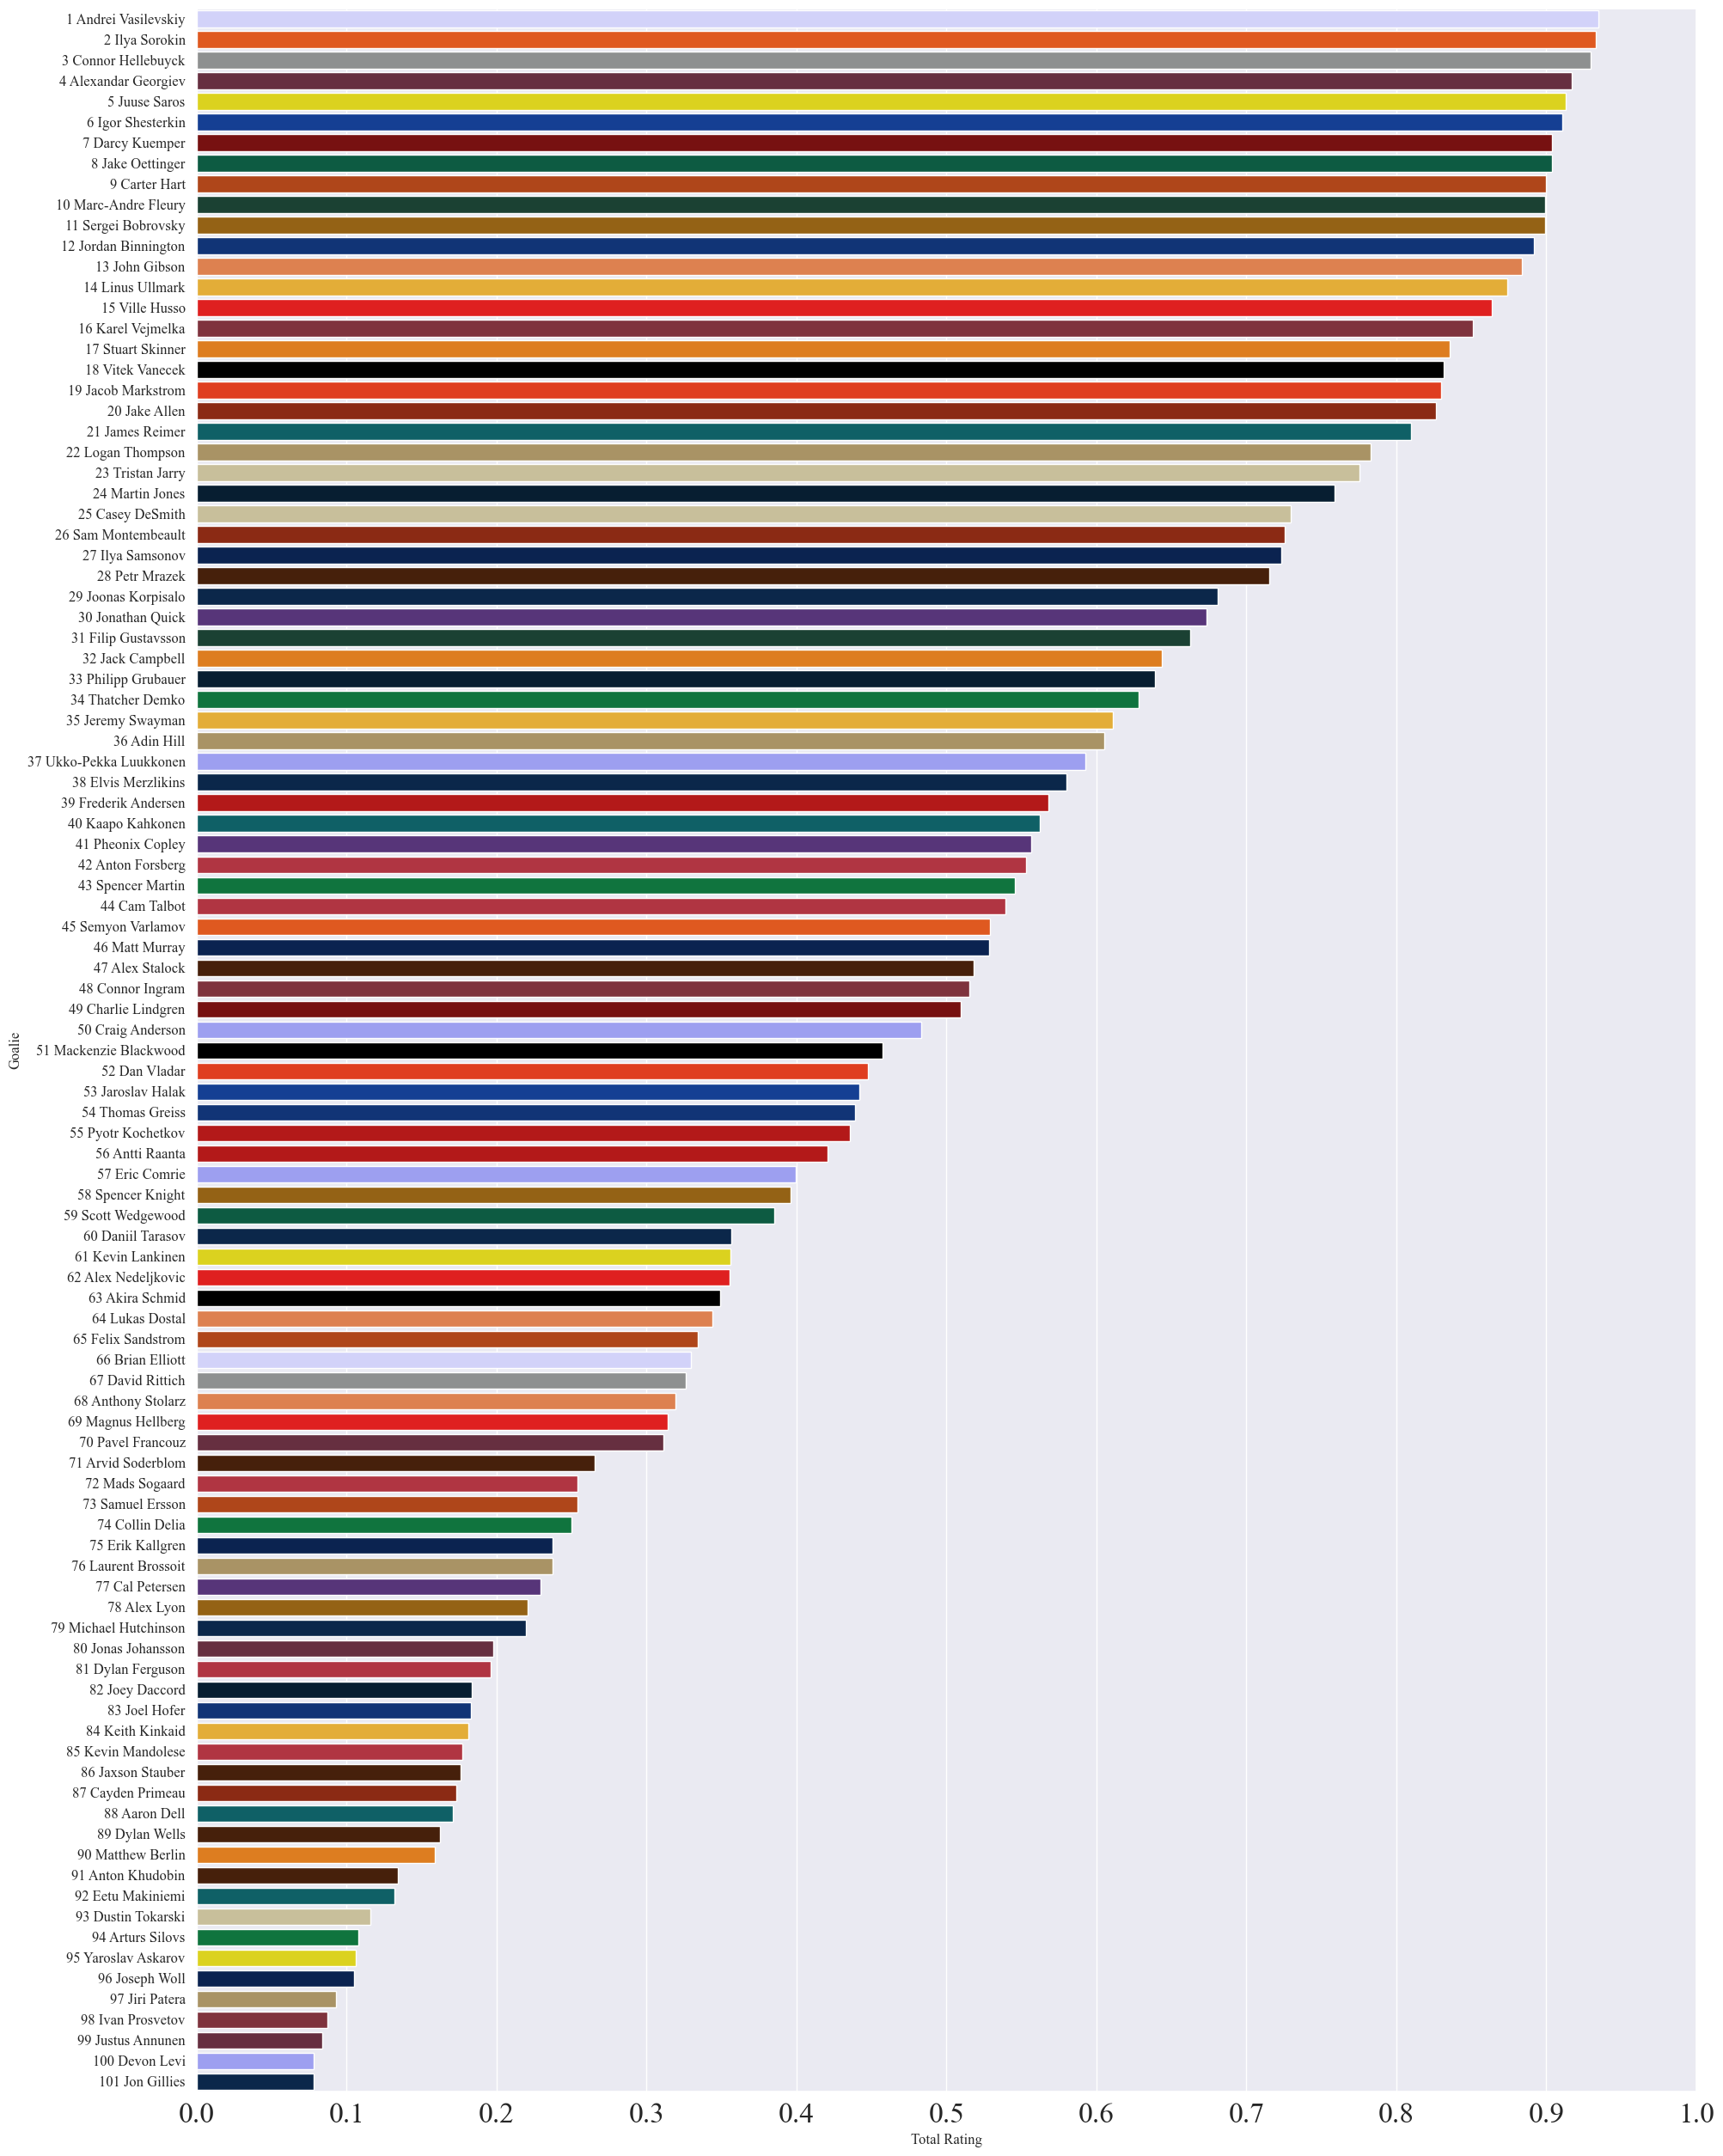 1 Andrei Vasilevskiy
2 Ilya Sorokin
3 Connor Hellebuyck
4 Alexandar Georgiev
5 Juuse Saros
6 Igor Shesterkin
7 Darcy Kuemper
8 Jake Oettinger
9 Carter Hart
10 Marc-Andre Fleury
11 Sergei Bobrovsky
12 Jordan Binnington
13 John Gibson
14 Linus Ullmark
15 Ville Husso
16 Karel Vejmelka
17 Stuart Skinner
18 Vitek Vanecek
19 Jacob Markstrom
20 Jake Allen
21 James Reimer
22 Logan Thompson
23 Tristan Jarry
24 Martin Jones
25 Casey DeSmith
26 Sam Montembeault
27 Ilya Samsonov
28 Petr Mrazek
29 Joonas Korpisalo
30 Jonathan Quick
31 Filip Gustavsson
32 Jack Campbell
33 Philipp Grubauer
34 Thatcher Demko
35 Jeremy Swayman
36 Adin Hill
37 Ukko-Pekka Luukkonen
38 Elvis Merzlikins
39 Frederik Andersen
40 Kaapo Kahkonen
41 Pheonix Copley
42 Anton Forsberg
43 Spencer Martin
44 Cam Talbot
45 Semyon Varlamov
46 Matt Murray
47 Alex Stalock
48 Connor Ingram
49 Charlie Lindgren
50 Craig Anderson
51 Mackenzie Blackwood
52 Dan Vladar
53 Jaroslav Halak
54 Thomas Greiss
55 Pyotr Kochetkov
56 Antti Raanta
57 Eric Comrie
58 Spencer Knight
59 Scott Wedgewood
60 Daniil Tarasov
61 Kevin Lankinen
62 Alex Nedeljkovic
63 Akira Schmid
64 Lukas Dostal
65 Felix Sandstrom
66 Brian Elliott
67 David Rittich
68 Anthony Stolarz
69 Magnus Hellberg
70 Pavel Francouz
71 Arvid Soderblom
72 Mads Sogaard
73 Samuel Ersson
74 Collin Delia
75 Erik Kallgren
76 Laurent Brossoit
77 Cal Petersen
78 Alex Lyon
79 Michael Hutchinson
80 Jonas Johansson
81 Dylan Ferguson
82 Joey Daccord
83 Joel Hofer
84 Keith Kinkaid
85 Kevin Mandolese
86 Jaxson Stauber
87 Cayden Primeau
88 Aaron Dell
89 Dylan Wells
90 Matthew Berlin
91 Anton Khudobin
92 Eetu Makiniemi
93 Dustin Tokarski
94 Arturs Silovs
95 Yaroslav Askarov
96 Joseph Woll
97 Jiri Patera
98 Ivan Prosvetov
99 Justus Annunen
100 Devon Levi
101 Jon Gillies
Goalie
0.0 0.1 0.2 0.3 0.4 0.5 0.6 0.7 0.8 0.9 1.0
Total Rating